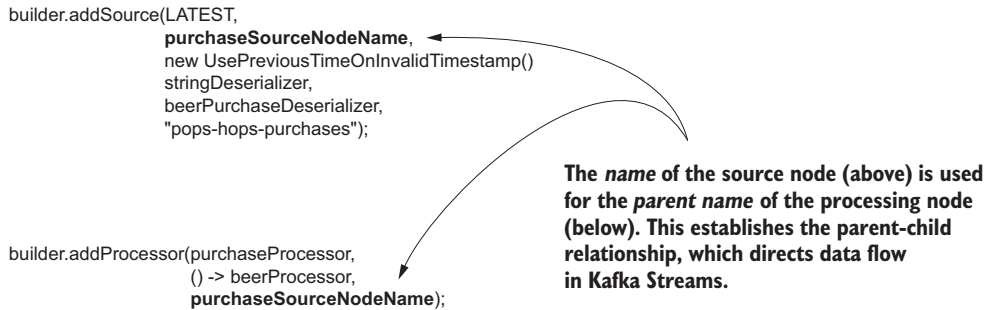 builder.addSource(LATEST,
purchaseSourceNodeName,
new UsePreviousTimeOnInvalidTimestamp()
stringDeserializer,
beerPurchaseDeserializer,
"pops-hops-purchases");
The name of the source node (above) is used
for the parent name of the processing node
(below). This establishes the parent-child
relationship, which directs data flow
in Kafka Streams.
builder.addProcessor(purchaseProcessor,
() -> beerProcessor,
purchaseSourceNodeName);